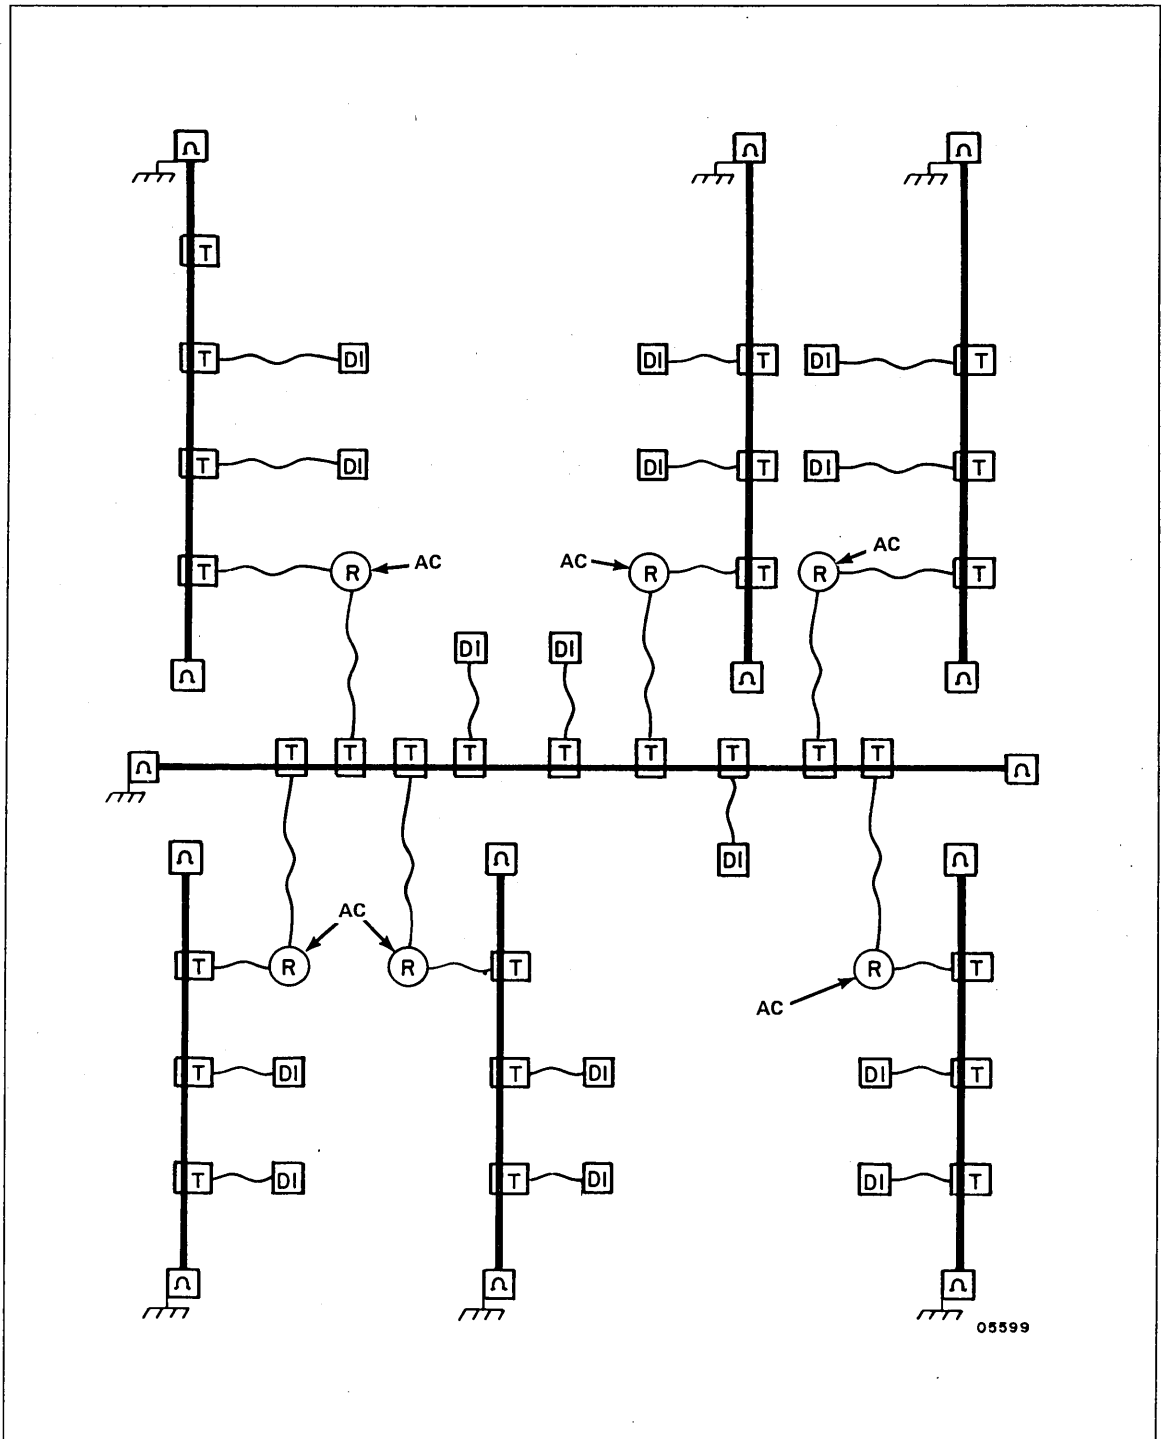 Ω Ω Ω
T
T DI DI T DI T
T DI DI T DI T
T R AC AC R T R AC T
DI DI
Ω Ω Ω
T T T T T T T T T
Ω Ω
Ω Ω DI Ω
AC
T R R T R T
AC
T DI T DI DI T
T DI T DI DI T
Ω Ω Ω
05599